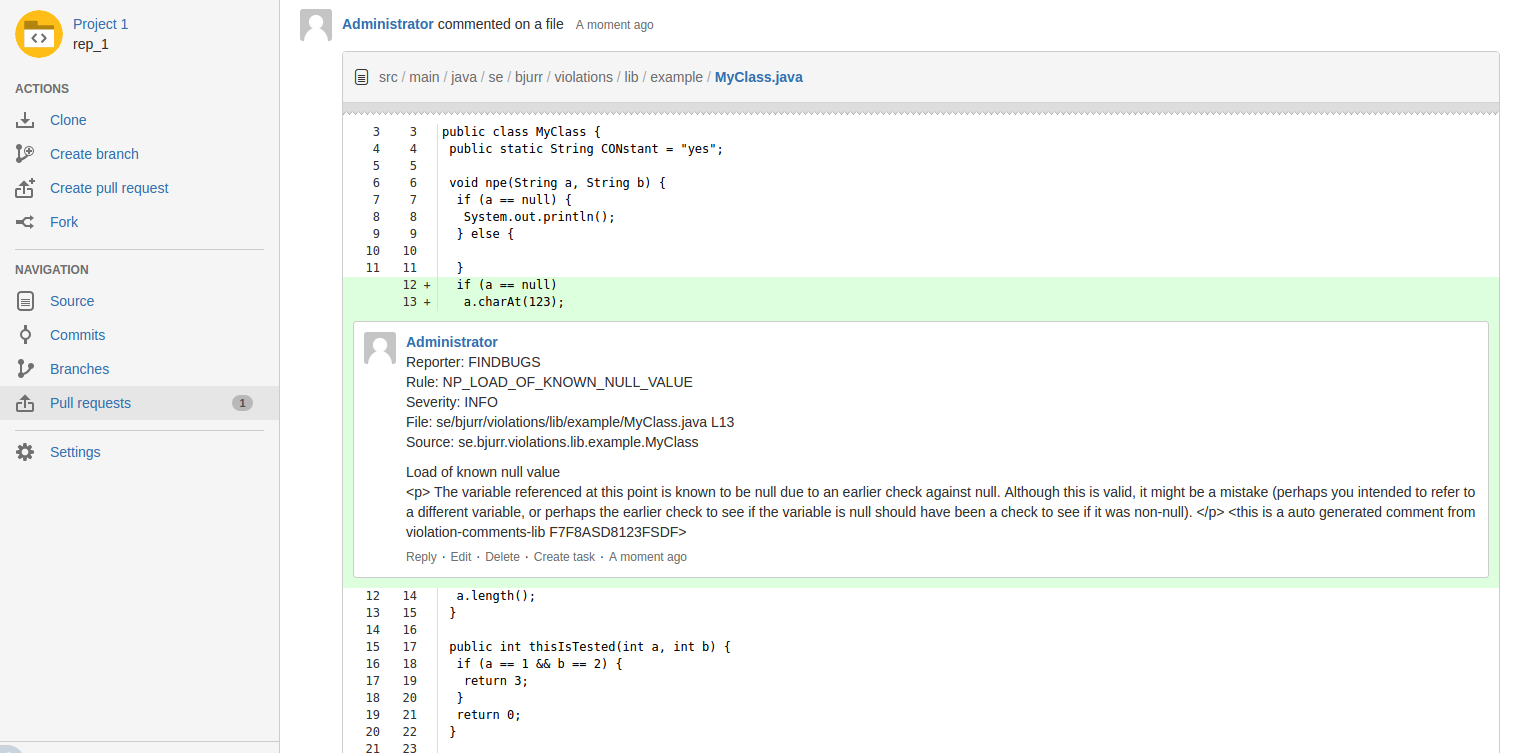 Project 1
rep_1
ACTIONS
Clone
Create branch
Create pull request
Fork
NAVIGATION
Source
Commits
Branches
Pull requests 1
Settings
Administrator commented on a file A moment ago
src / main / java / se / bjurr / violations / lib / example / MyClass.java
3 3 public class MyClass {
4 4 public static String CONstant = "yes";
5 5
6 6 void npe(String a, String b) {
7 7 if (a == null) {
8 8 System.out.println();
9 9 } else {
10 10
11 11 }
12 + if (a == null)
13 + a.charAt(123);
Administrator
Reporter: FINDBUGS
Rule: NP_LOAD_OF_KNOWN_NULL_VALUE
Severity: INFO
File: se/bjurr/violations/lib/example/MyClass.java L13
Source: se.bjurr.violations.lib.example.MyClass
Load of known null value
<p> The variable referenced at this point is known to be null due to an earlier check against null. Although this is valid, it might be a mistake (perhaps you intended to refer to
a different variable, or perhaps the earlier check to see if the variable is null should have been a check to see if it was non-null). </p> <this is a auto generated comment from
violation-comments-lib F7F8ASD8123FSDF>
Reply · Edit · Delete · Create task · A moment ago
12 14 a.length();
13 15 }
14 16
15 17 public int thisIsTested(int a, int b) {
16 18 if (a == 1 && b == 2) {
17 19 return 3;
18 20 }
19 21 return 0;
20 22 }
21 23